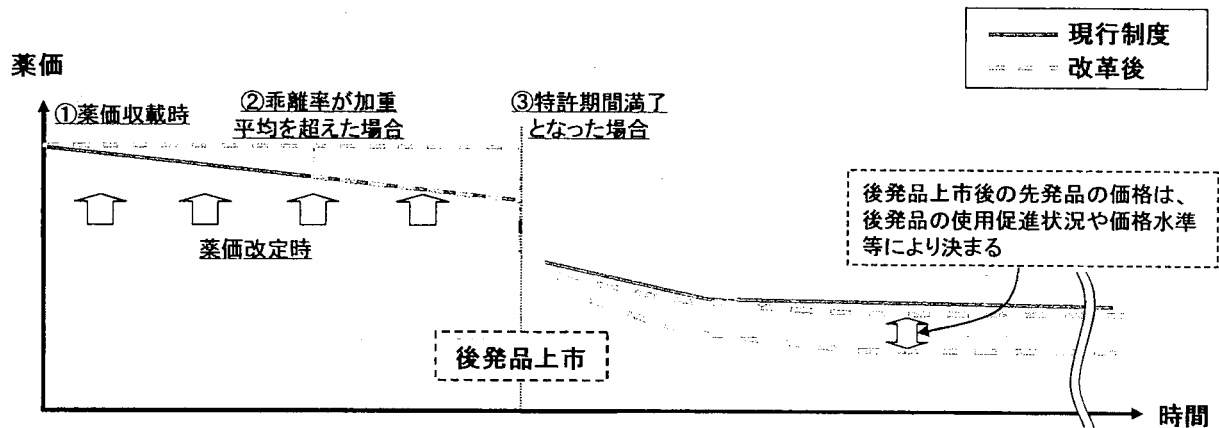 現行制度
改革後
薬価
①薬価収載時
②乖離率が加重
平均を超えた場合
③特許期間満了
となった場合
薬価改定時
後発品上市後の先発品の価格は、
後発品の使用促進状況や価格水準
等により決まる
後発品上市
時間